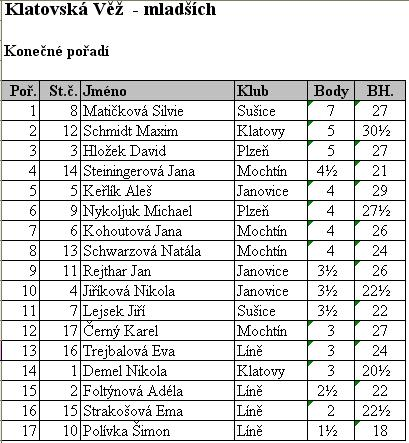 Klatovská Věž - mladších
Konečné pořadí
Poř. St.č. Jméno Klub Body BH.
1 8 Matičková Silvie Sušice 7 27
2 12 Schmidt Maxim Klatovy 5 30½
3 3 Hložek David Plzeň 5 27
4 14 Steiningerová Jana Mochtín 4½ 21
5 5 Keřlík Aleš Janovice 4 29
6 9 Nykoljuk Michael Plzeň 4 27½
7 6 Kohoutová Jana Mochtín 4 26
8 13 Schwarzová Natála Mochtín 4 24
9 11 Rejthar Jan Janovice 3½ 26
10 4 Jiříková Nikola Janovice 3½ 22½
11 7 Lejsek Jiří Sušice 3½ 22
12 17 Černý Karel Mochtín 3 27
13 16 Trejbalová Eva Líně 3 24
14 1 Demel Nikola Klatovy 3 20½
15 2 Foltýnová Adéla Líně 2½ 22
16 15 Strakošová Ema Líně 2 22½
17 10 Polívka Šimon Líně 1½ 18